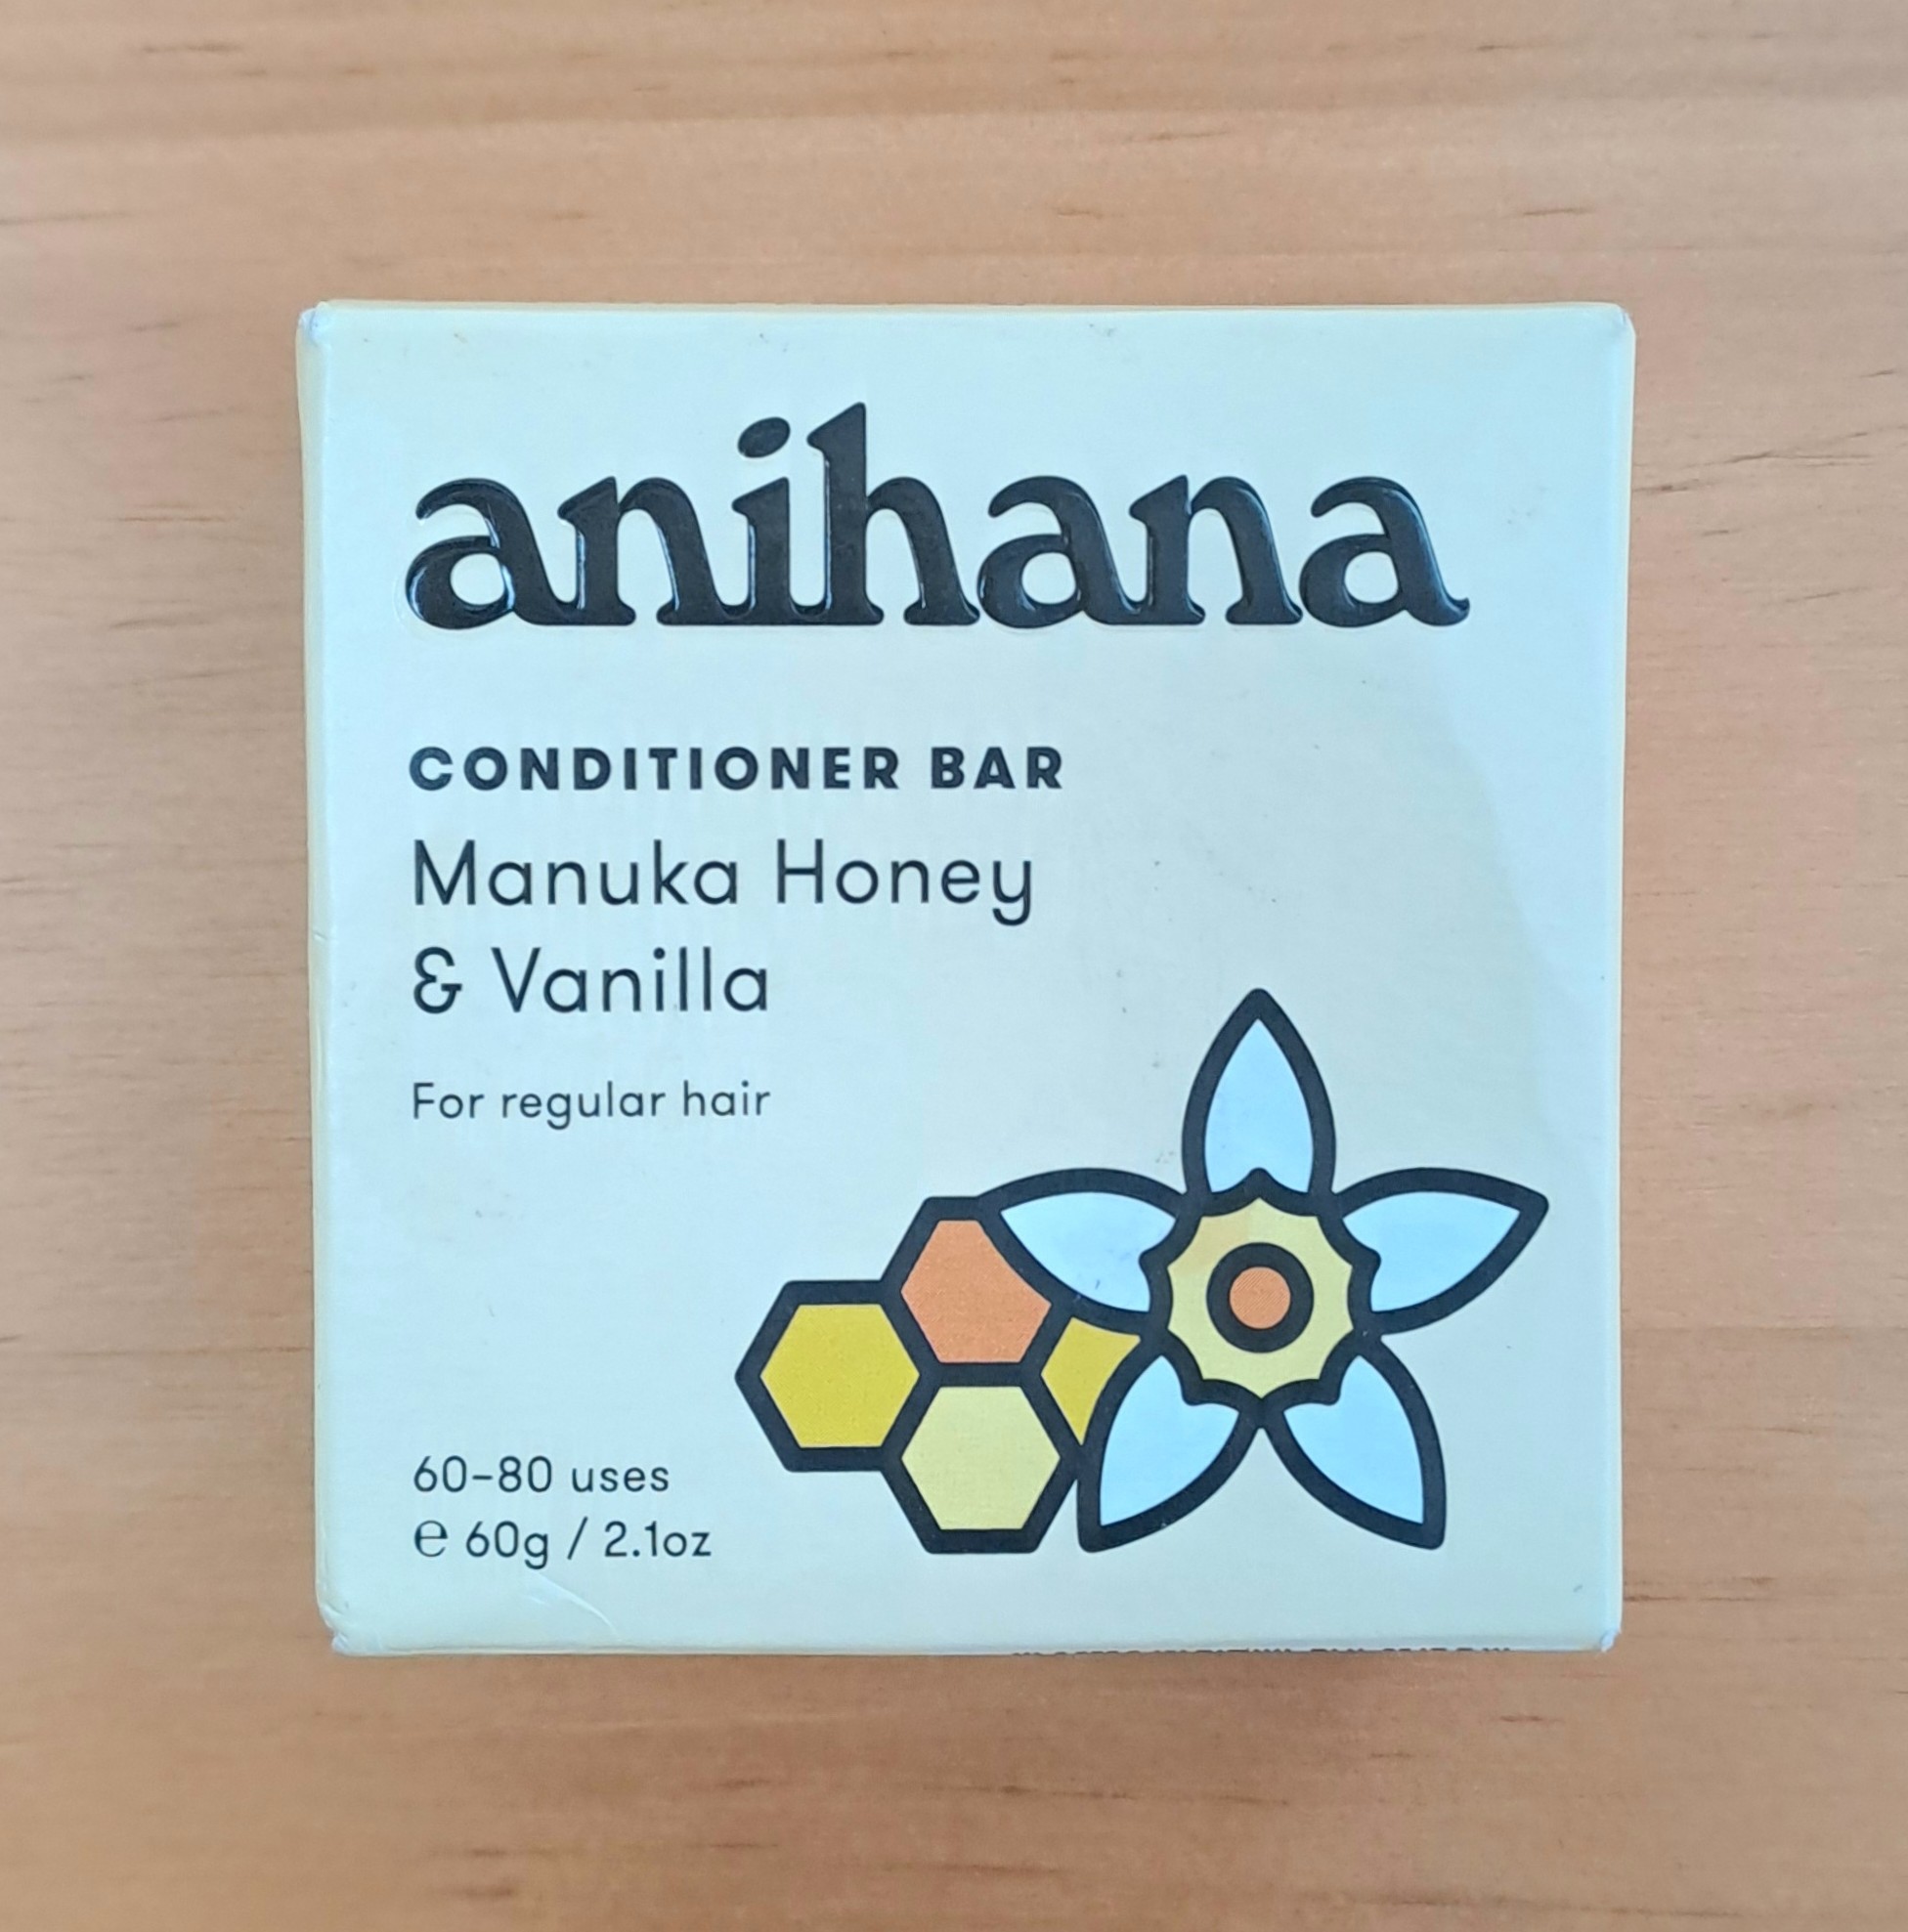 anihana
CONDITIONER BAR
Manuka Honey
& Vanilla
For regular hair
60-80 uses
℮ 60g / 2.1oz